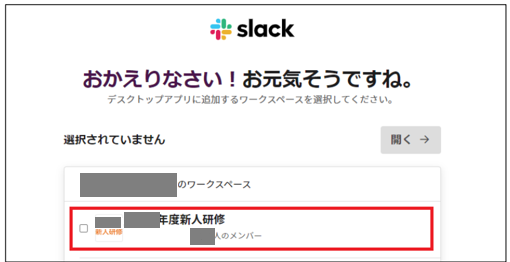 slack
おかえりなさい！お元気そうですね。
デスクトップアプリに追加するワークスペースを選択してください。
選択されていません
開く →
のワークスペース
年度新人研修
新人研修
人のメンバー